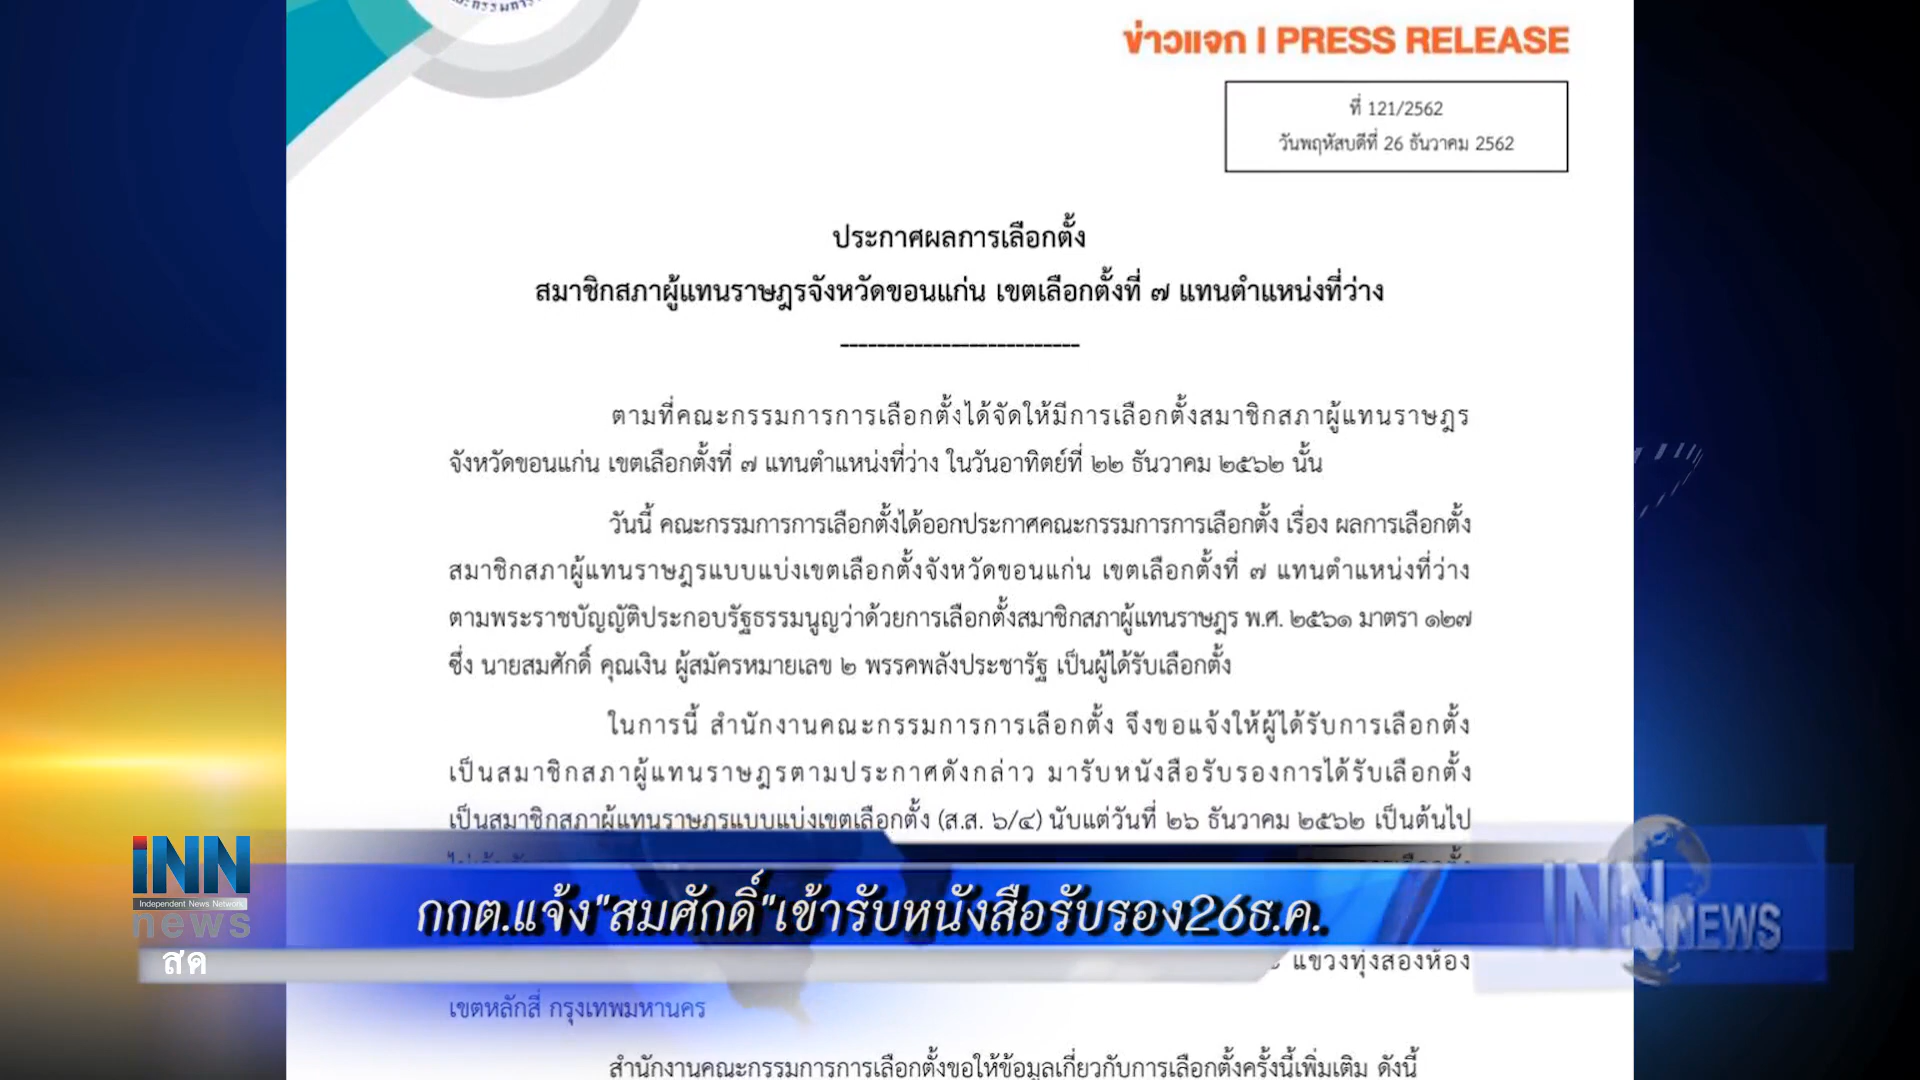 ข่าวแจก I PRESS RELEASE
ที่ 121/2562
วันพฤหัสบดีที่ 26 ธันวาคม 2562
ประกาศผลการเลือกตั้ง
สมาชิกสภาผู้แทนราษฎรจังหวัดขอนแก่น เขตเลือกตั้งที่ ๗ แทนตำแหน่งที่ว่าง
--------------------------
ตามที่คณะกรรมการการเลือกตั้งได้จัดให้มีการเลือกตั้งสมาชิกสภาผู้แทนราษฎร
จังหวัดขอนแก่น เขตเลือกตั้งที่ ๗ แทนตำแหน่งที่ว่าง ในวันอาทิตย์ที่ ๒๒ ธันวาคม ๒๕๖๒ นั้น
วันนี้ คณะกรรมการการเลือกตั้งได้ออกประกาศคณะกรรมการการเลือกตั้ง เรื่อง ผลการเลือกตั้ง
สมาชิกสภาผู้แทนราษฎรแบบแบ่งเขตเลือกตั้งจังหวัดขอนแก่น เขตเลือกตั้งที่ ๗ แทนตำแหน่งที่ว่าง
ตามพระราชบัญญัติประกอบรัฐธรรมนูญว่าด้วยการเลือกตั้งสมาชิกสภาผู้แทนราษฎร พ.ศ. ๒๕๖๑ มาตรา ๑๒๗
ซึ่ง นายสมศักดิ์ คุณเงิน ผู้สมัครหมายเลข ๒ พรรคพลังประชารัฐ เป็นผู้ได้รับเลือกตั้ง
ในการนี้ สำนักงานคณะกรรมการการเลือกตั้ง จึงขอแจ้งให้ผู้ได้รับการเลือกตั้ง
เป็นสมาชิกสภาผู้แทนราษฎรตามประกาศดังกล่าว มารับหนังสือรับรองการได้รับเลือกตั้ง
เป็นสมาชิกสภาผู้แทนราษฎรแบบแบ่งเขตเลือกตั้ง (ส.ส. ๖/๔) นับแต่วันที่ ๒๖ ธันวาคม ๒๕๖๒ เป็นต้นไป
iNN
Independent News Network
news
สด
กกต.แจ้ง"สมศักดิ์"เข้ารับหนังสือรับรอง26ธ.ค.
INN NEWS
แขวงทุ่งสองห้อง
เขตหลักสี่ กรุงเทพมหานคร
สำนักงานคณะกรรมการการเลือกตั้งขอให้ข้อมูลเกี่ยวกับการเลือกตั้งครั้งนี้เพิ่มเติม ดังนี้